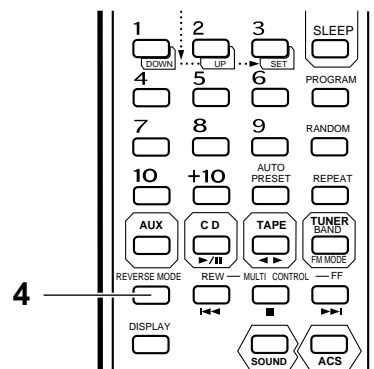 1 2 3 SLEEP
DOWN UP SET
4 5 6 PROGRAM
7 8 9 RANDOM
10 +10 AUTO PRESET REPEAT
AUX CD TAPE TUNER
BAND
FM MODE
REVERSE MODE REW MULTI CONTROL FF
4
DISPLAY
SOUND ACS